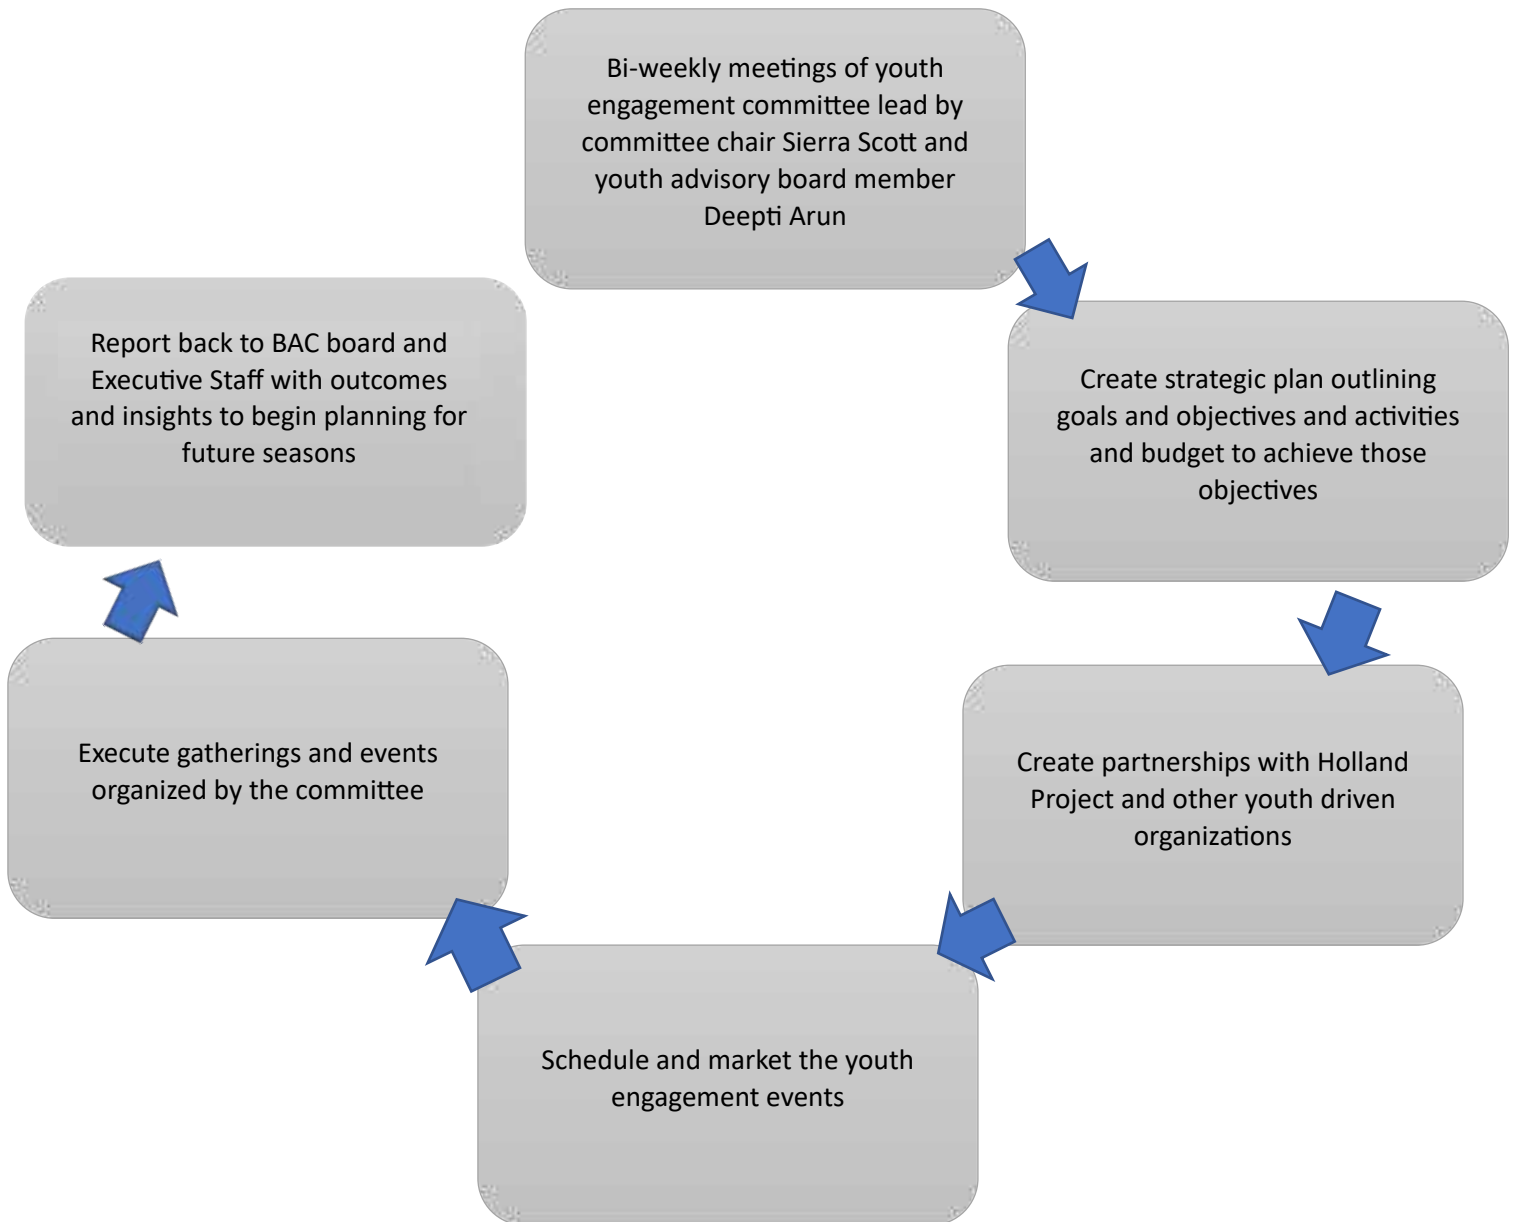 Bi-weekly meetings of youth
engagement committee lead by
committee chair Sierra Scott and
youth advisory board member
Deepti Arun
Create strategic plan outlining
goals and objectives and activities
and budget to achieve those
objectives
Create partnerships with Holland
Project and other youth driven
organizations
Schedule and market the youth
engagement events
Execute gatherings and events
organized by the committee
Report back to BAC board and
Executive Staff with outcomes
and insights to begin planning for
future seasons